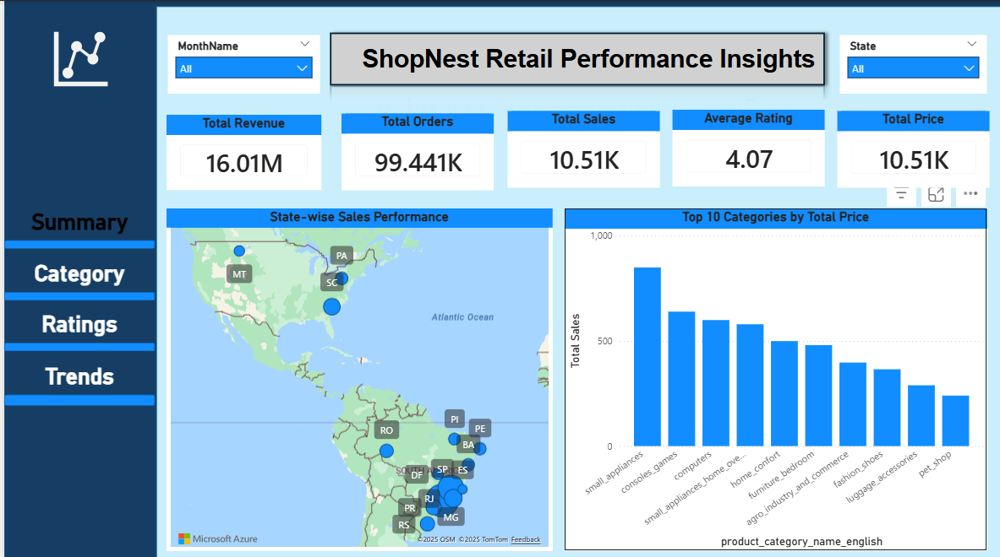 MonthName
All
ShopNest Retail Performance Insights
State
All
Total Revenue
16.01M
Total Orders
99.441K
Total Sales
10.51K
Average Rating
4.07
Total Price
10.51K
Summary
Category
Ratings
Trends
State-wise Sales Performance
PA
MT
SC
Atlantic Ocean
PI
PE
RO
BA
SP
ES
DF
RJ
PR
MG
RS
Microsoft Azure
©2025 OSM ©2025 TomTom Feedback
Top 10 Categories by Total Price
Total Sales
1,000
500
0
small_appliances
consoles_games
computers
small_appliances_home_ove...
home_confort
furniture_bedroom
agro_industry_and_commerce
fashion_shoes
luggage_accessories
pet_shop
product_category_name_english